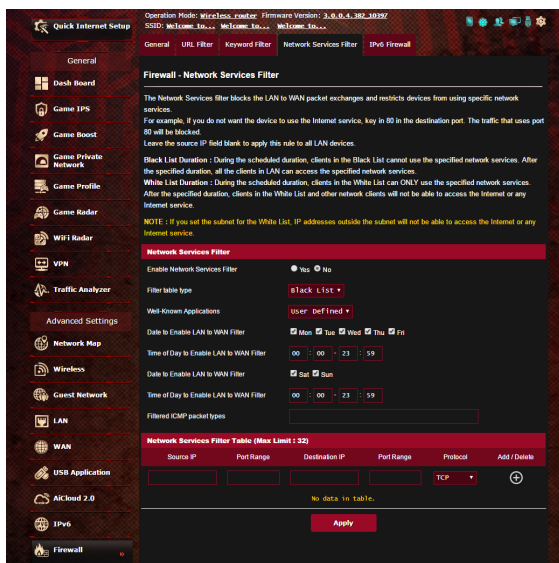 Quick Internet Setup
General
Dash Board
Game IPS
Game Boost
Game Private
Network
Game Profile
Game Radar
WiFi Radar
VPN
Traffic Analyzer
Advanced Settings
Network Map
Wireless
Guest Network
LAN
WAN
USB Application
AiCloud 2.0
IPv6
Firewall
Operation Mode: Wireless router Firmware Version: 3.0.0.4.382_10397
SSID: Welcome to... Welcome to... Welcome to...
General URL Filter Keyword Filter Network Services Filter IPv6 Firewall
Firewall - Network Services Filter
The Network Services filter blocks the LAN to WAN packet exchanges and restricts devices from using specific network
services.
For example, if you do not want the device to use the Internet service, key in 80 in the destination port. The traffic that uses port
80 will be blocked.
Leave the source IP field blank to apply this rule to all LAN devices.
Black List Duration : During the scheduled duration, clients in the Black List cannot use the specified network services. After
the specified duration, all the clients in LAN can access the specified network services.
White List Duration : During the scheduled duration, clients in the White List can ONLY use the specified network services.
After the specified duration, clients in the White List and other network clients will not be able to access the Internet or any
Internet service.
NOTE : If you set the subnet for the White List, IP addresses outside the subnet will not be able to access the Internet or any
Internet service.
Network Services Filter
Enable Network Services Filter Yes No
Filter table type Black List
Well-Known Applications User Defined
Date to Enable LAN to WAN Filter Mon Tue Wed Thu Fri
Time of Day to Enable LAN to WAN Filter 00 : 00 - 23 : 59
Date to Enable LAN to WAN Filter Sat Sun
Time of Day to Enable LAN to WAN Filter 00 : 00 - 23 : 59
Filtered ICMP packet types
Network Services Filter Table (Max Limit : 32)
Source IP Port Range Destination IP Port Range Protocol Add / Delete
TCP
No data in table.
Apply